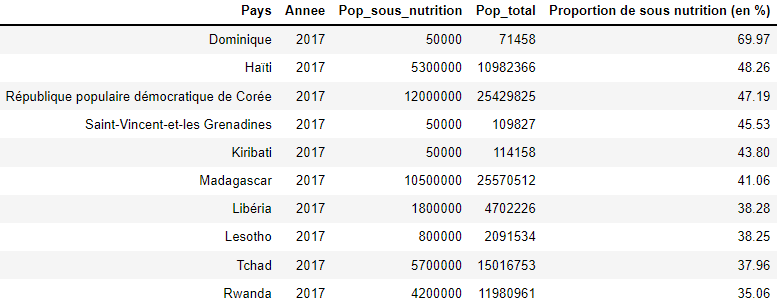 Pays Annee Pop_sous_nutrition Pop_total Proportion de sous nutrition (en %)
Dominique 2017 50000 71458 69.97
Haïti 2017 5300000 10982366 48.26
République populaire démocratique de Corée 2017 12000000 25429825 47.19
Saint-Vincent-et-les Grenadines 2017 50000 109827 45.53
Kiribati 2017 50000 114158 43.80
Madagascar 2017 10500000 25570512 41.06
Libéria 2017 1800000 4702226 38.28
Lesotho 2017 800000 2091534 38.25
Tchad 2017 5700000 15016753 37.96
Rwanda 2017 4200000 11980961 35.06